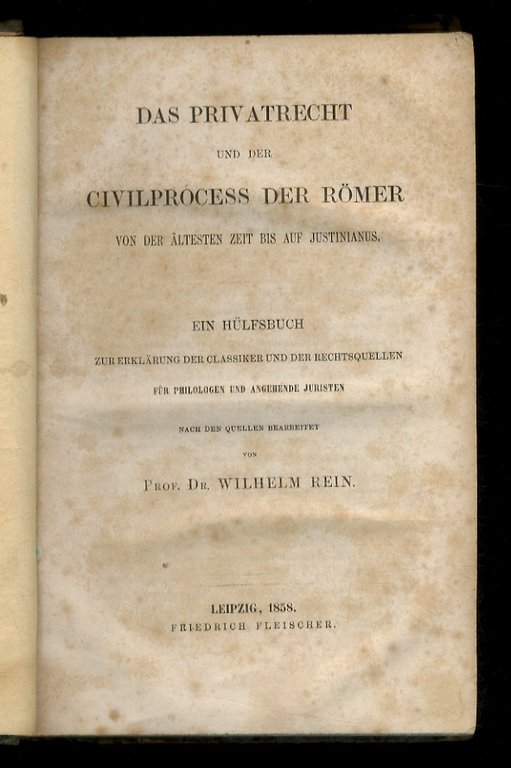 DAS PRIVATRECHT
UND DER
CIVILPROCESS DER RÖMER
VON DER ÄLTESTEN ZEIT BIS AUF JUSTINIANUS.
EIN HÜLFSBUCH
ZUR ERKLÄRUNG DER CLASSIKER UND DER RECHTSQUELLEN
FÜR PHILOLOGEN UND ANGEHENDE JURISTEN
NACH DEN QUELLEN BEARBEITET
VON
PROF. DR. WILHELM REIN.
LEIPZIG, 1858.
FRIEDRICH FLEISCHER.